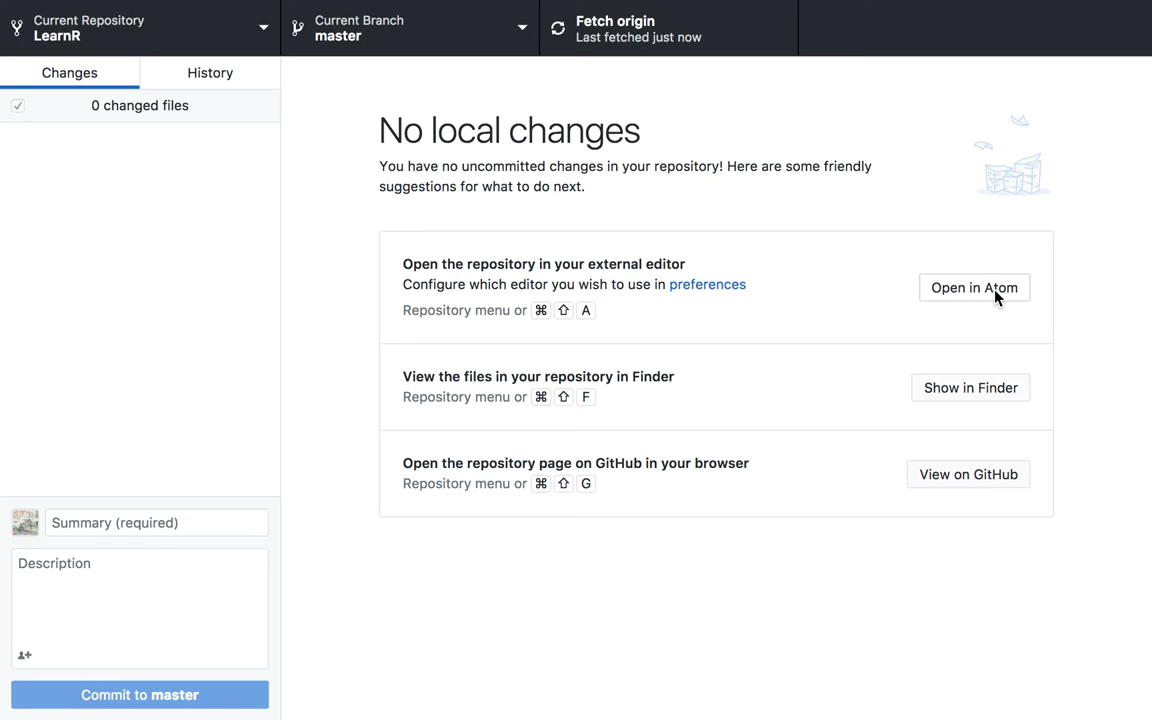 Current Repository
LearnR
Current Branch
master
Fetch origin
Last fetched just now
Changes
History
0 changed files
No local changes
You have no uncommitted changes in your repository! Here are some friendly
suggestions for what to do next.
Open the repository in your external editor
Configure which editor you wish to use in preferences
Repository menu or ⌘ ⇧ A
Open in Atom
View the files in your repository in Finder
Repository menu or ⌘ ⇧ F
Show in Finder
Open the repository page on GitHub in your browser
Repository menu or ⌘ ⇧ G
View on GitHub
Summary (required)
Description
Commit to master